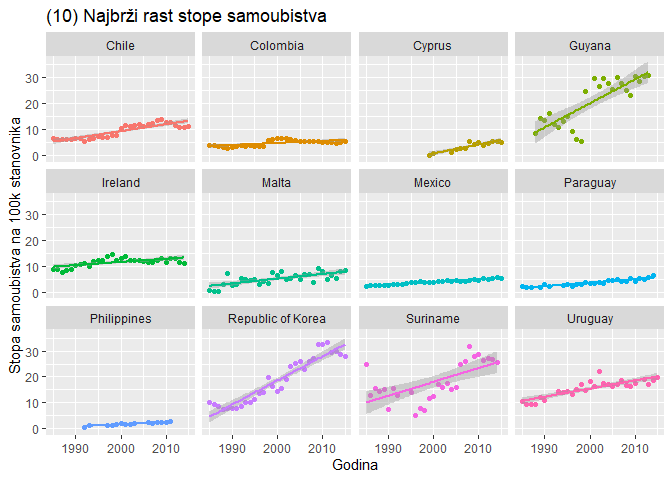 (10) Najbrži rast stope samoubistva
Stopa samoubistva na 100k stanovnika
Chile Colombia Cyprus Guyana
30
20
10
0
Ireland Malta Mexico Paraguay
30
20
10
0
Philippines Republic of Korea Suriname Uruguay
30
20
10
0
1990 2000 2010 1990 2000 2010 1990 2000 2010 1990 2000 2010
Godina